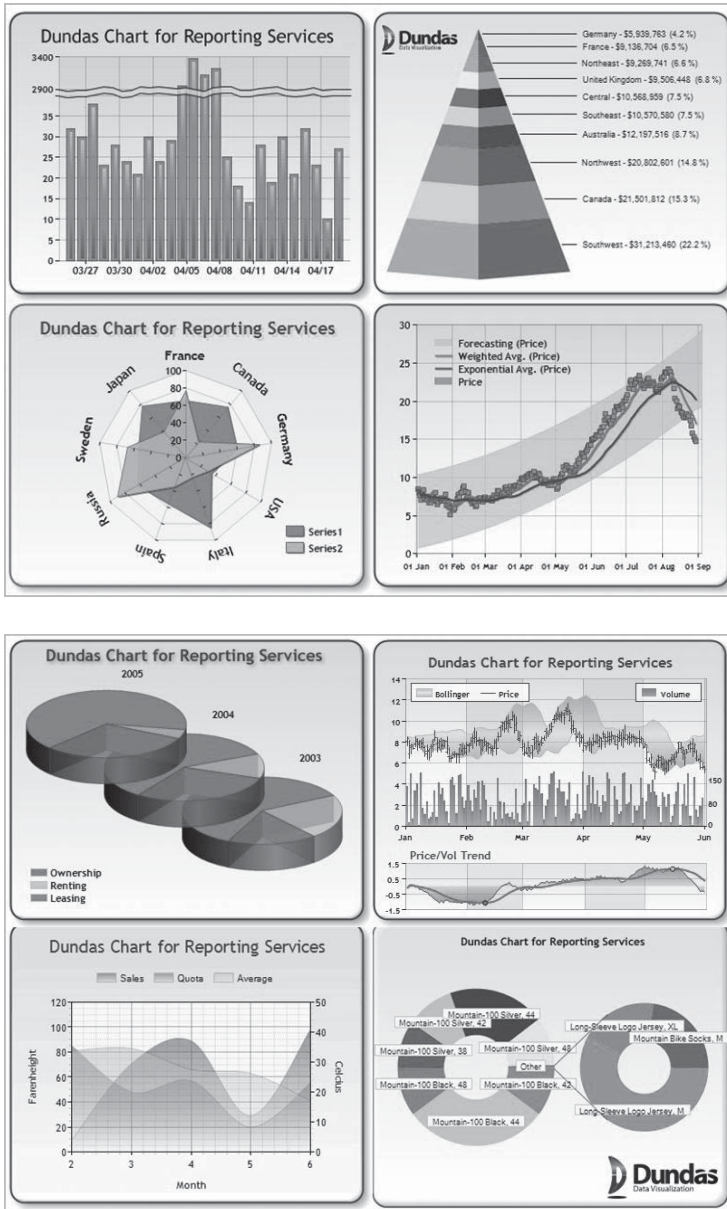 Dundas Chart for Reporting Services
3400
2900
35
30
25
20
15
10
5
0
03/27 03/30 04/02 04/05 04/08 04/11 04/14 04/17
Dundas
Data Visualization
Germany - $5,939,763 (4.2 %)
France - $9,136,704 (6.5 %)
Northeast - $9,269,741 (6.6 %)
United Kingdom - $9,506,448 (6.8 %)
Central - $10,568,959 (7.5 %)
Southeast - $10,570,580 (7.5 %)
Australia - $12,197,516 (8.7 %)
Northwest - $20,802,601 (14.8 %)
Canada - $21,501,812 (15.3 %)
Southwest - $31,213,460 (22.2 %)
Dundas Chart for Reporting Services
France
Canada
Germany
USA
Italy
Spain
Russia
Sweden
Japan
100
80
60
40
20
0
Series1
Series2
30
25
20
15
10
5
0
Forecasting (Price)
Weighted Avg. (Price)
Exponential Avg. (Price)
Price
01 Jan 01 Feb 01 Mar 01 Apr 01 May 01 Jun 01 Jul 01 Aug 01 Sep
Dundas Chart for Reporting Services
2005
2004
2003
Ownership
Renting
Leasing
Dundas Chart for Reporting Services
Bollinger Price Volume
14
12
10
8
6
4
2
0
150
80
0
Jan Feb Mar Apr May Jun
Price/Vol Trend
1.5
0.5
-0.5
-1.5
Dundas Chart for Reporting Services
Sales Quota Average
120
100
80
60
40
20
0
Farenheight
50
40
30
20
10
0
Celcius
2 3 4 5 6
Month
Dundas Chart for Reporting Services
Mountain-100 Silver, 44
Mountain-100 Silver, 42
Mountain-100 Silver, 38
Mountain-100 Silver, 48
Other
Mountain-100 Black, 48
Mountain-100 Black, 42
Mountain-100 Black, 44
Long-Sleeve Logo Jersey, XL
Mountain Bike Socks, M
Long-Sleeve Logo Jersey, M
Dundas
Data Visualization